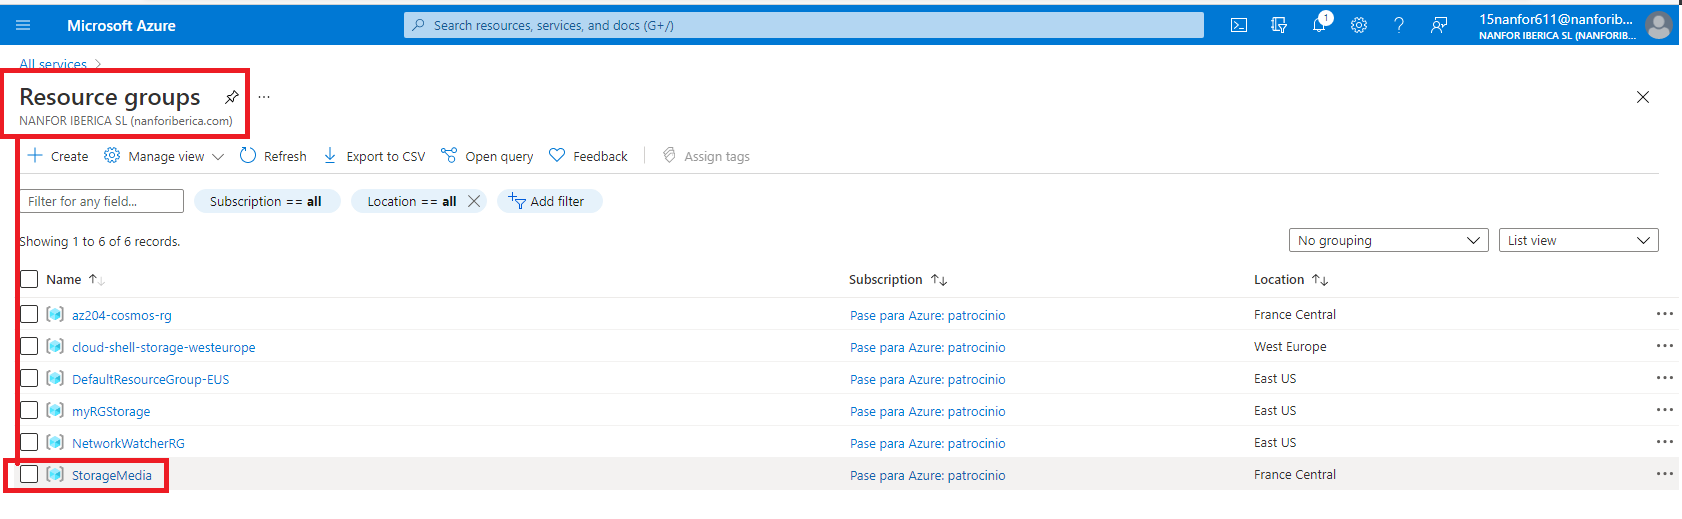 Microsoft Azure
Search resources, services, and docs (G+/)
1
15nanfor611@nanforib...
NANFOR IBERICA SL (NANFORIB...
All services >
Resource groups ...
NANFOR IBERICA SL (nanforiberica.com)
Create Manage view Refresh Export to CSV Open query Feedback Assign tags
Filter for any field... Subscription == all Location == all Add filter
Showing 1 to 6 of 6 records. No grouping List view
Name Subscription Location
az204-cosmos-rg Pase para Azure: patrocinio France Central
cloud-shell-storage-westeurope Pase para Azure: patrocinio West Europe
DefaultResourceGroup-EUS Pase para Azure: patrocinio East US
myRGStorage Pase para Azure: patrocinio East US
NetworkWatcherRG Pase para Azure: patrocinio East US
StorageMedia Pase para Azure: patrocinio France Central